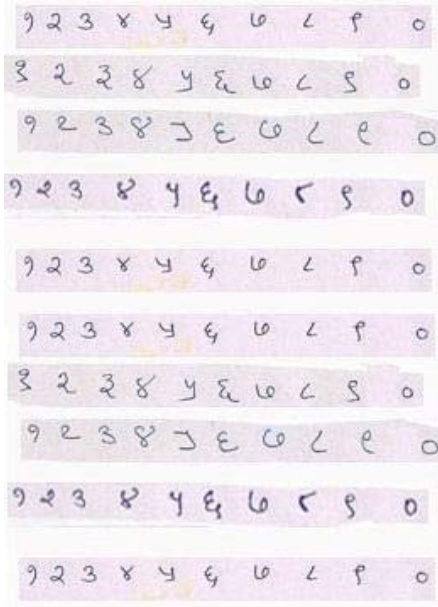 ૧ ૨ ૩ ૪ ૫ ૬ ૭ ૮ ૯ ૦
૧ ૨ ૩ ૪ ૫ ૬ ૭ ૮ ૯ ૦
૧ ૨ ૩ ૪ ૫ ૬ ૭ ૮ ૯ ૦
૧ ૨ ૩ ૪ ૫ ૬ ૭ ૮ ૯ ૦
૧ ૨ ૩ ૪ ૫ ૬ ૭ ૮ ૯ ૦
૧ ૨ ૩ ૪ ૫ ૬ ૭ ૮ ૯ ૦
૧ ૨ ૩ ૪ ૫ ૬ ૭ ૮ ૯ ૦
૧ ૨ ૩ ૪ ૫ ૬ ૭ ૮ ૯ ૦
૧ ૨ ૩ ૪ ૫ ૬ ૭ ૮ ૯ ૦
૧ ૨ ૩ ૪ ૫ ૬ ૭ ૮ ૯ ૦